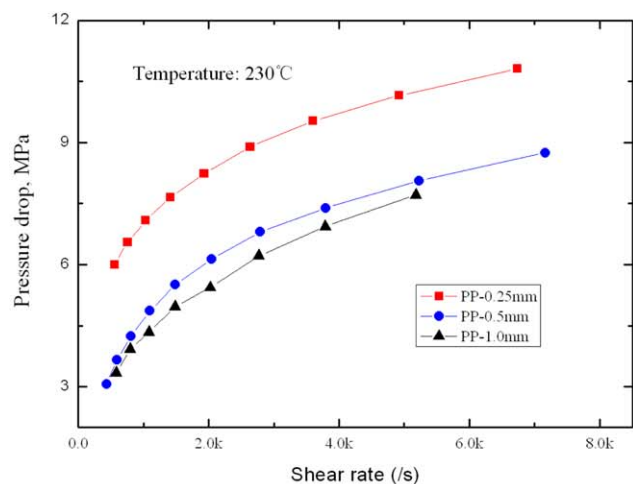 12
Temperature: 230℃
9
Pressure drop, MPa
6
PP-0.25mm
PP-0.5mm
PP-1.0mm
3
0.0 2.0k 4.0k 6.0k 8.0k
Shear rate (/s)